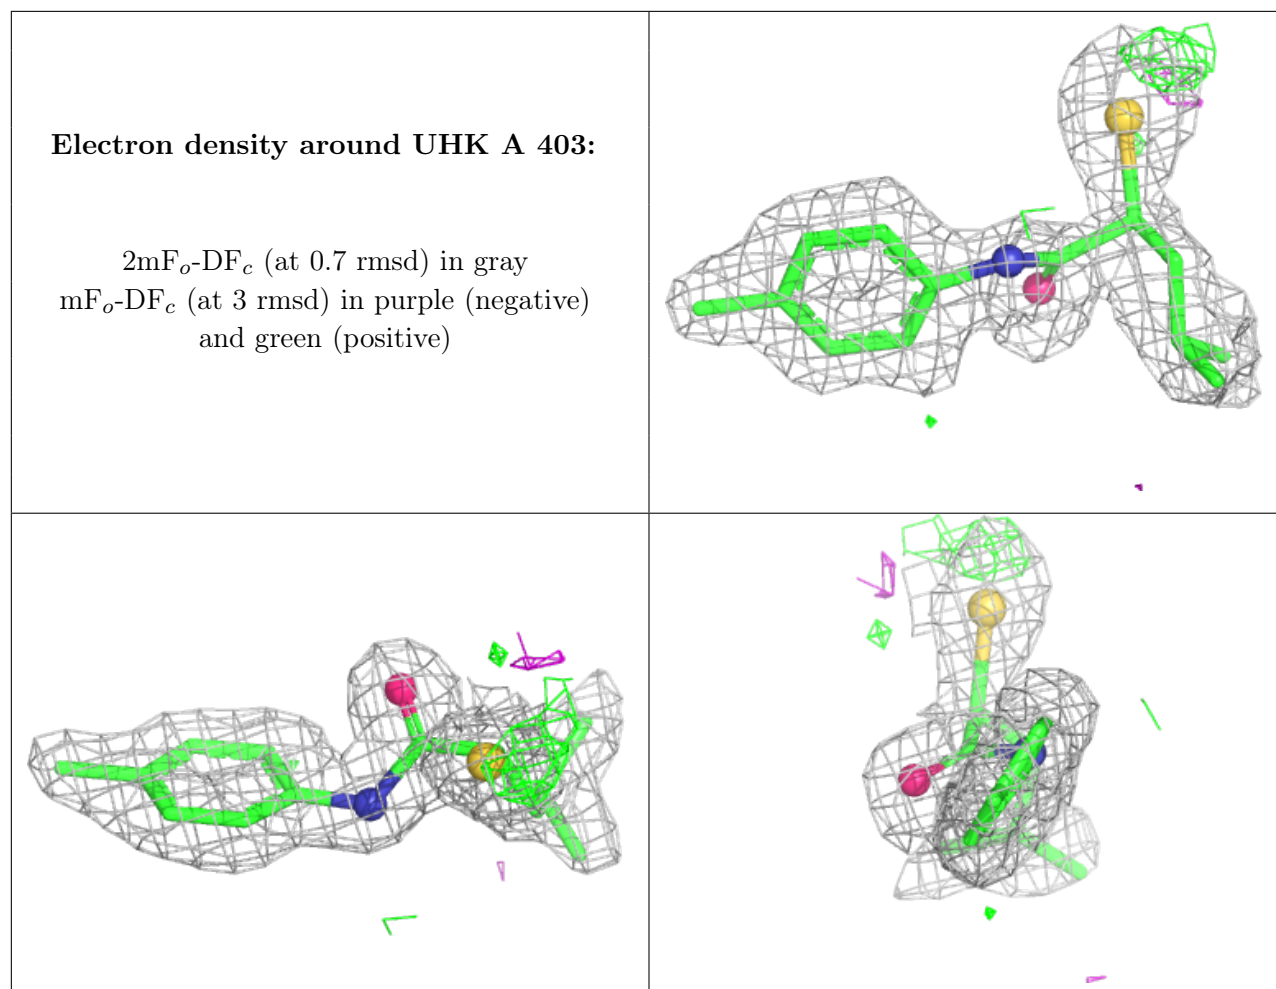 Electron density around UHK A 403:
2mFo-DFc (at 0.7 rmsd) in gray
mFo-DFc (at 3 rmsd) in purple (negative)
and green (positive)